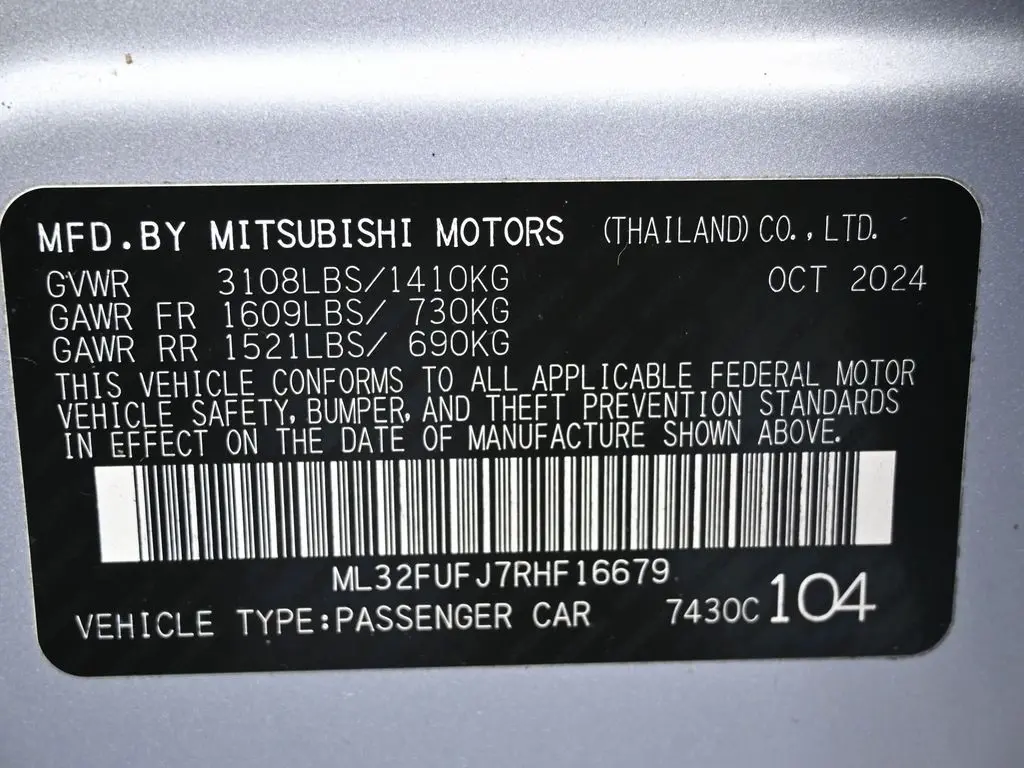 MFD.BY MITSUBISHI MOTORS (THAILAND) CO.,LTD.
GVWR 3108LBS/1410KG OCT 2024
GAWR FR 1609LBS/ 730KG
GAWR RR 1521LBS/ 690KG
THIS VEHICLE CONFORMS TO ALL APPLICABLE FEDERAL MOTOR
VEHICLE SAFETY, BUMPER, AND THEFT PREVENTION STANDARDS
IN EFFECT ON THE DATE OF MANUFACTURE SHOWN ABOVE.
ML32FUFJ7RHF16679
VEHICLE TYPE:PASSENGER CAR 7430C 104